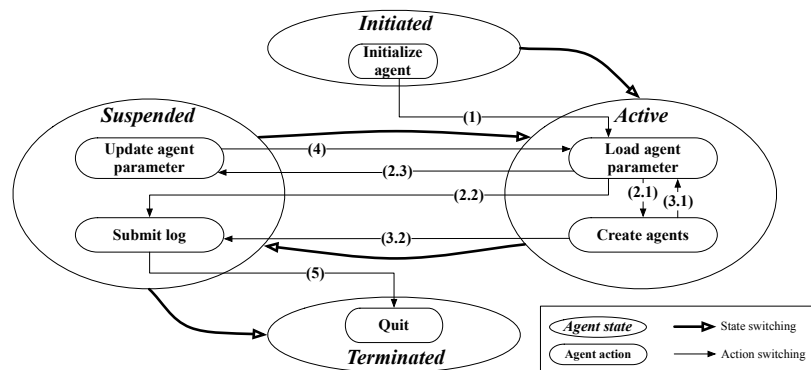 Initiated
Initialize
agent
(1)
Suspended
Active
Update agent
parameter
(4)
Load agent
parameter
(2.3)
(2.2)
(2.1)
(3.1)
Submit log
(3.2)
Create agents
(5)
Quit
Terminated
Agent state
State switching
Agent action
Action switching